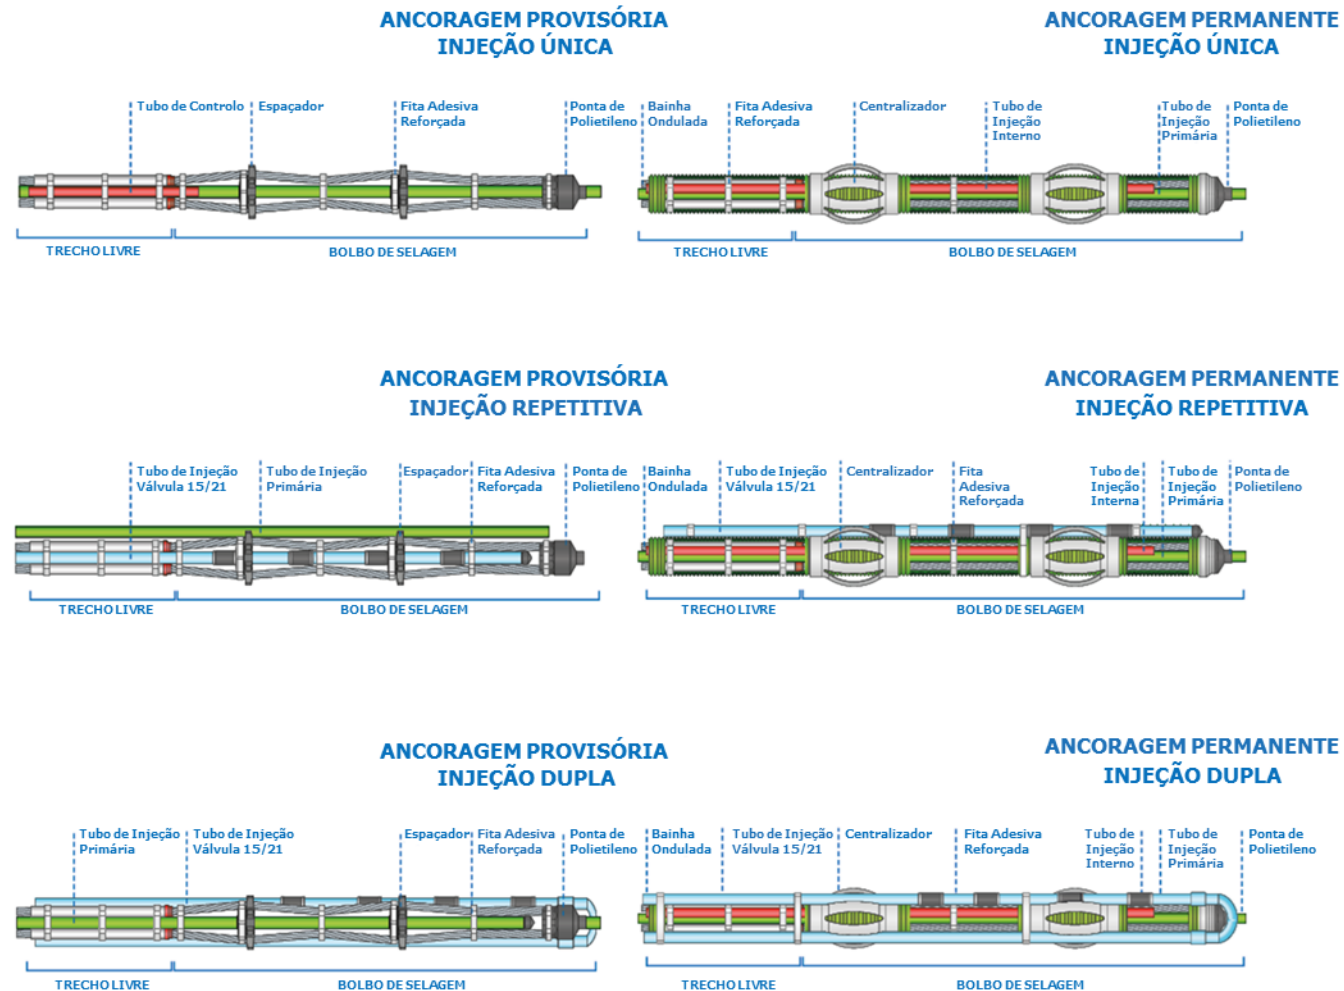 ANCORAGEM PROVISÓRIA
INJEÇÃO ÚNICA
Tubo de Controlo
Espaçador
Fita Adesiva
Reforçada
Ponta de
Polietileno
TRECHO LIVRE
BOLBO DE SELAGEM
ANCORAGEM PERMANENTE
INJEÇÃO ÚNICA
Bainha
Ondulada
Fita Adesiva
Reforçada
Centralizador
Tubo de
Injeção
Interno
Tubo de
Injeção
Primária
Ponta de
Polietileno
TRECHO LIVRE
BOLBO DE SELAGEM
ANCORAGEM PROVISÓRIA
INJEÇÃO REPETITIVA
Tubo de Injeção
Válvula 15/21
Tubo de Injeção
Primária
Espaçador
Fita Adesiva
Reforçada
Ponta de
Polietileno
TRECHO LIVRE
BOLBO DE SELAGEM
ANCORAGEM PERMANENTE
INJEÇÃO REPETITIVA
Bainha
Ondulada
Tubo de Injeção
Válvula 15/21
Centralizador
Fita
Adesiva
Reforçada
Tubo de
Injeção
Interna
Tubo de
Injeção
Primária
Ponta de
Polietileno
TRECHO LIVRE
BOLBO DE SELAGEM
ANCORAGEM PROVISÓRIA
INJEÇÃO DUPLA
Tubo de Injeção
Primária
Tubo de Injeção
Válvula 15/21
Espaçador
Fita Adesiva
Reforçada
Ponta de
Polietileno
TRECHO LIVRE
BOLBO DE SELAGEM
ANCORAGEM PERMANENTE
INJEÇÃO DUPLA
Bainha
Ondulada
Tubo de Injeção
Válvula 15/21
Centralizador
Fita Adesiva
Reforçada
Tubo de
Injeção
Interno
Tubo de
Injeção
Primária
Ponta de
Polietileno
TRECHO LIVRE
BOLBO DE SELAGEM